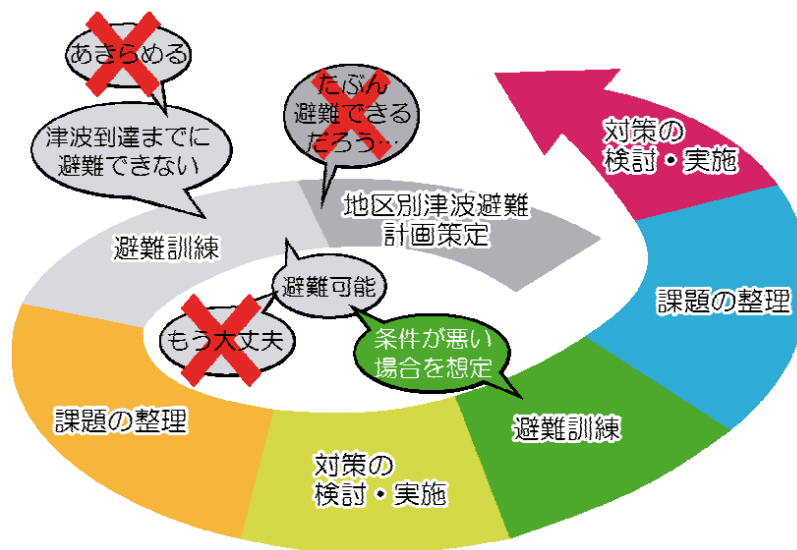 あきらめる
津波到達までに
避難できない
たぶん
避難できる
だろう…
地区別津波避難
計画策定
避難訓練
避難可能
もう大丈夫
条件が悪い
場合を想定
課題の整理
対策の
検討・実施
避難訓練
課題の整理
対策の
検討・実施